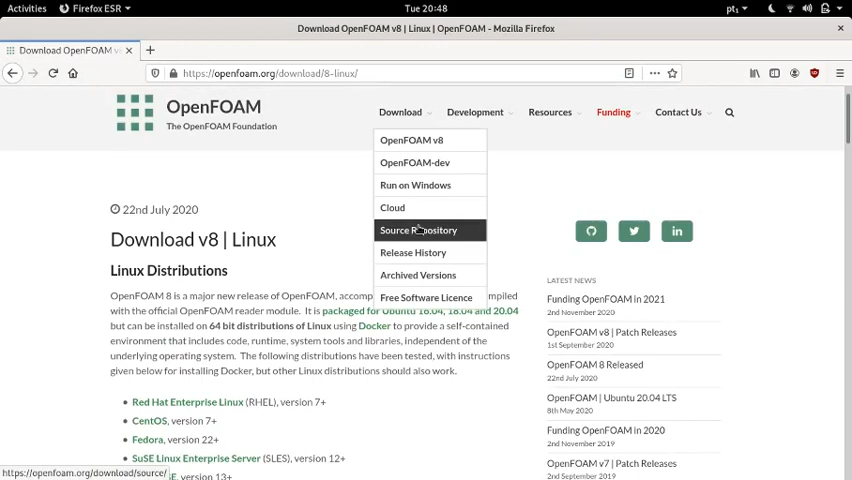 Activities
Firefox ESR
Tue 20:48
pt1
Download OpenFOAM v8 | Linux | OpenFOAM - Mozilla Firefox
Download OpenFOAM v
https://openfoam.org/download/8-linux/
OpenFOAM
The OpenFOAM Foundation
Download
Development
Resources
Funding
Contact Us
OpenFOAM v8
OpenFOAM-dev
Run on Windows
Cloud
Source Repository
Release History
Archived Versions
Free Software Licence
22nd July 2020
Download v8 | Linux
Linux Distributions
OpenFOAM 8 is a major new release of OpenFOAM, accomp mpiled
with the official OpenFOAM reader module. It is packaged for Ubuntu 16.04, 18.04 and 20.04
but can be installed on 64 bit distributions of Linux using Docker to provide a self-contained
environment that includes code, runtime, system tools and libraries, independent of the
underlying operating system. The following distributions have been tested, with instructions
given below for installing Docker, but other Linux distributions should also work.
• Red Hat Enterprise Linux (RHEL), version 7+
• CentOS, version 7+
• Fedora, version 22+
• SuSE Linux Enterprise Server (SLES), version 12+
SE, version 13+
LATEST NEWS
Funding OpenFOAM in 2021
2nd November 2020
OpenFOAM v8 | Patch Releases
1st September 2020
OpenFOAM 8 Released
22nd July 2020
OpenFOAM | Ubuntu 20.04 LTS
8th May 2020
Funding OpenFOAM in 2020
2nd November 2019
OpenFOAM v7 | Patch Releases
https://openfoam.org/download/source/